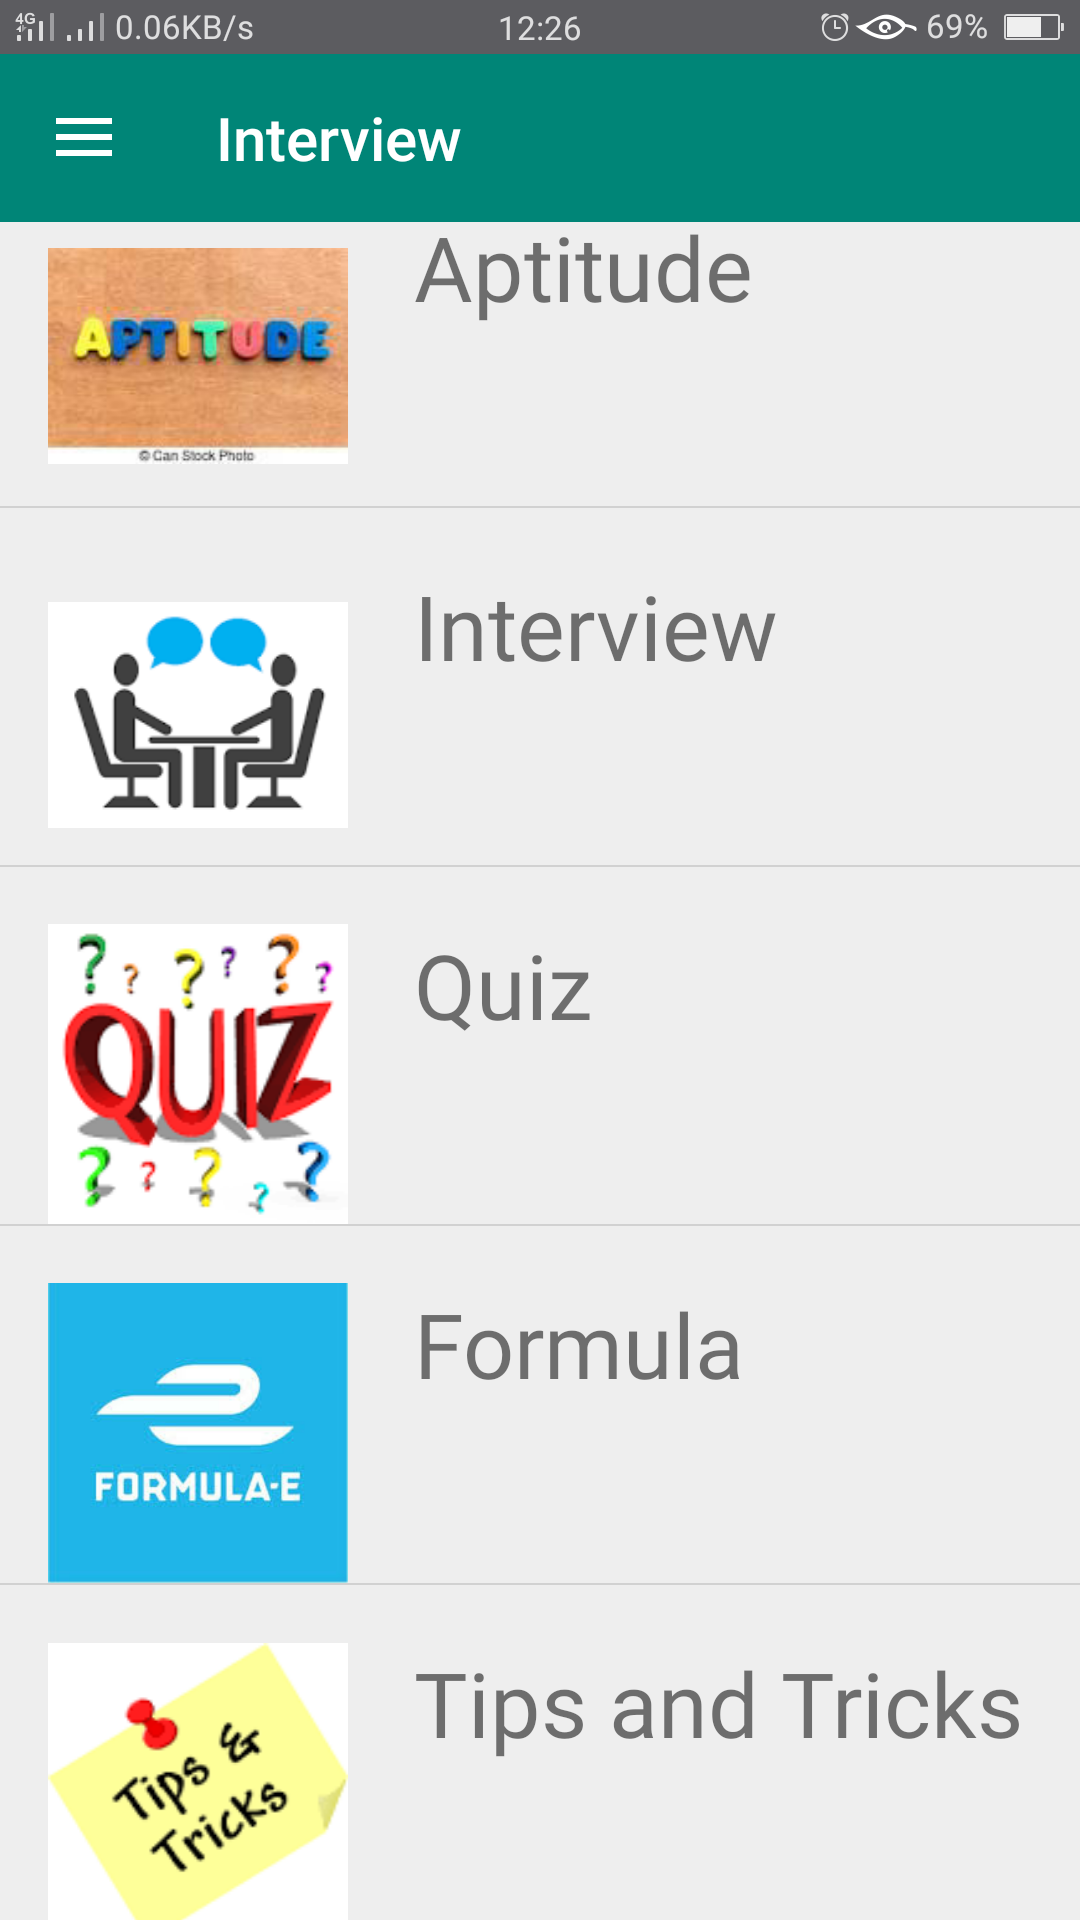 4G 0.06KB/s 12:26 69%
Interview
Aptitude
APTITUDE
© Can Stock Photo
Interview
Quiz
? ? ? ? ? ?
QUIZ
? ? ? ? ?
Formula
FORMULA-E
Tips and Tricks
Tips &
Tricks